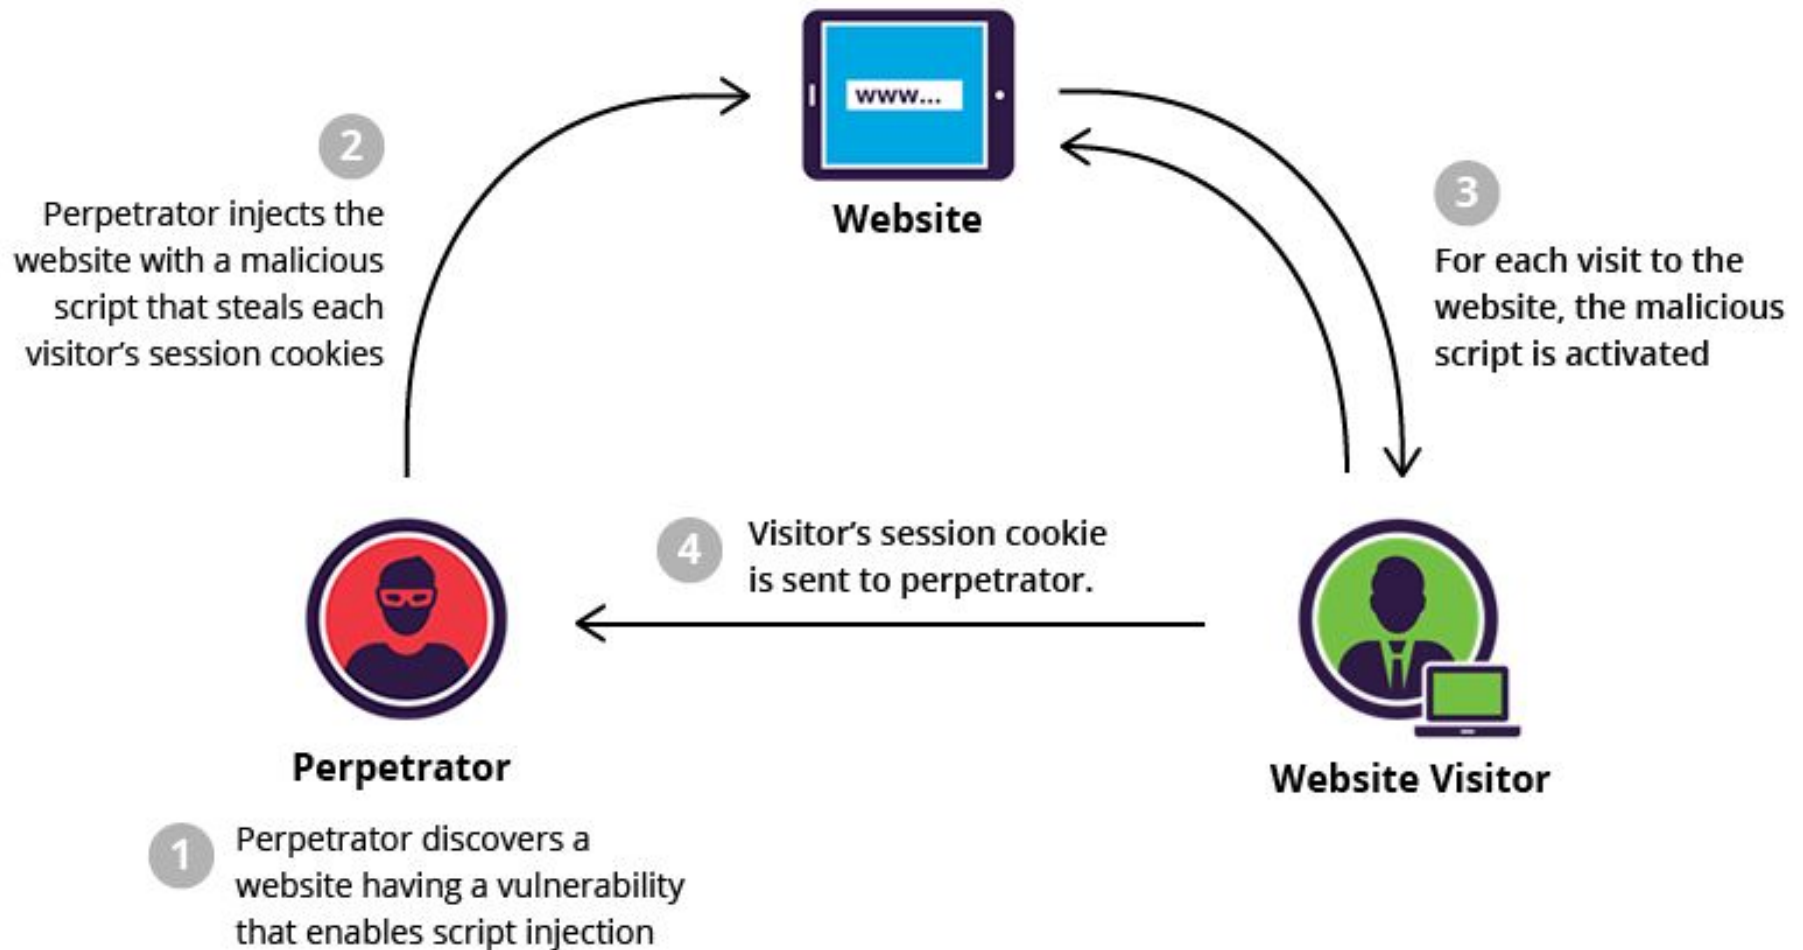 www...
Website
2
Perpetrator injects the
website with a malicious
script that steals each
visitor's session cookies
3
For each visit to the
website, the malicious
script is activated
4
Visitor's session cookie
is sent to perpetrator.
Perpetrator
Website Visitor
1
Perpetrator discovers a
website having a vulnerability
that enables script injection